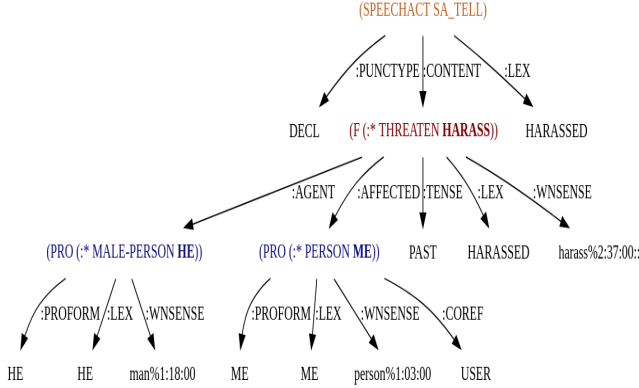 (SPEECHACT SA_TELL)
:PUNCTYPE :CONTENT :LEX
DECL (F (:* THREATEN HARASS)) HARASSED
:AGENT :AFFECTED :TENSE :LEX :WNSENSE
(PRO (:* MALE-PERSON HE)) (PRO (:* PERSON ME)) PAST HARASSED harass%2:37:00::
:PROFORM :LEX :WNSENSE :PROFORM :LEX :WNSENSE :COREF
HE HE man%1:18:00 ME ME person%1:03:00 USER